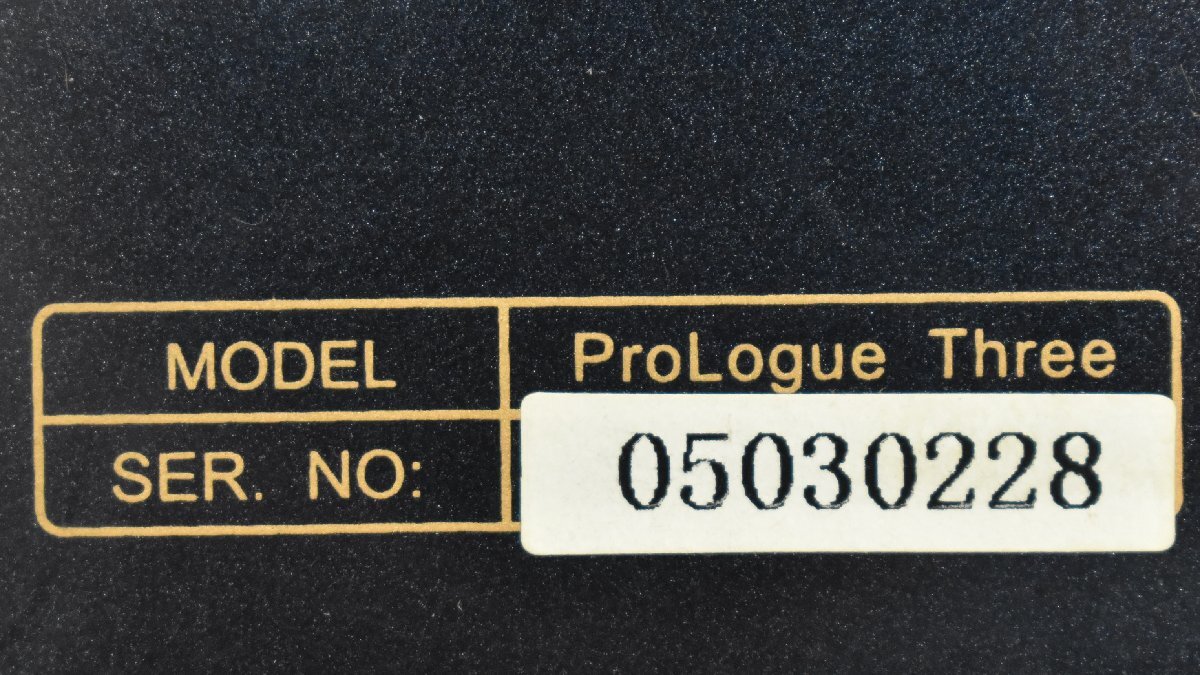 MODEL ProLogue Three
SER. NO: 05030228